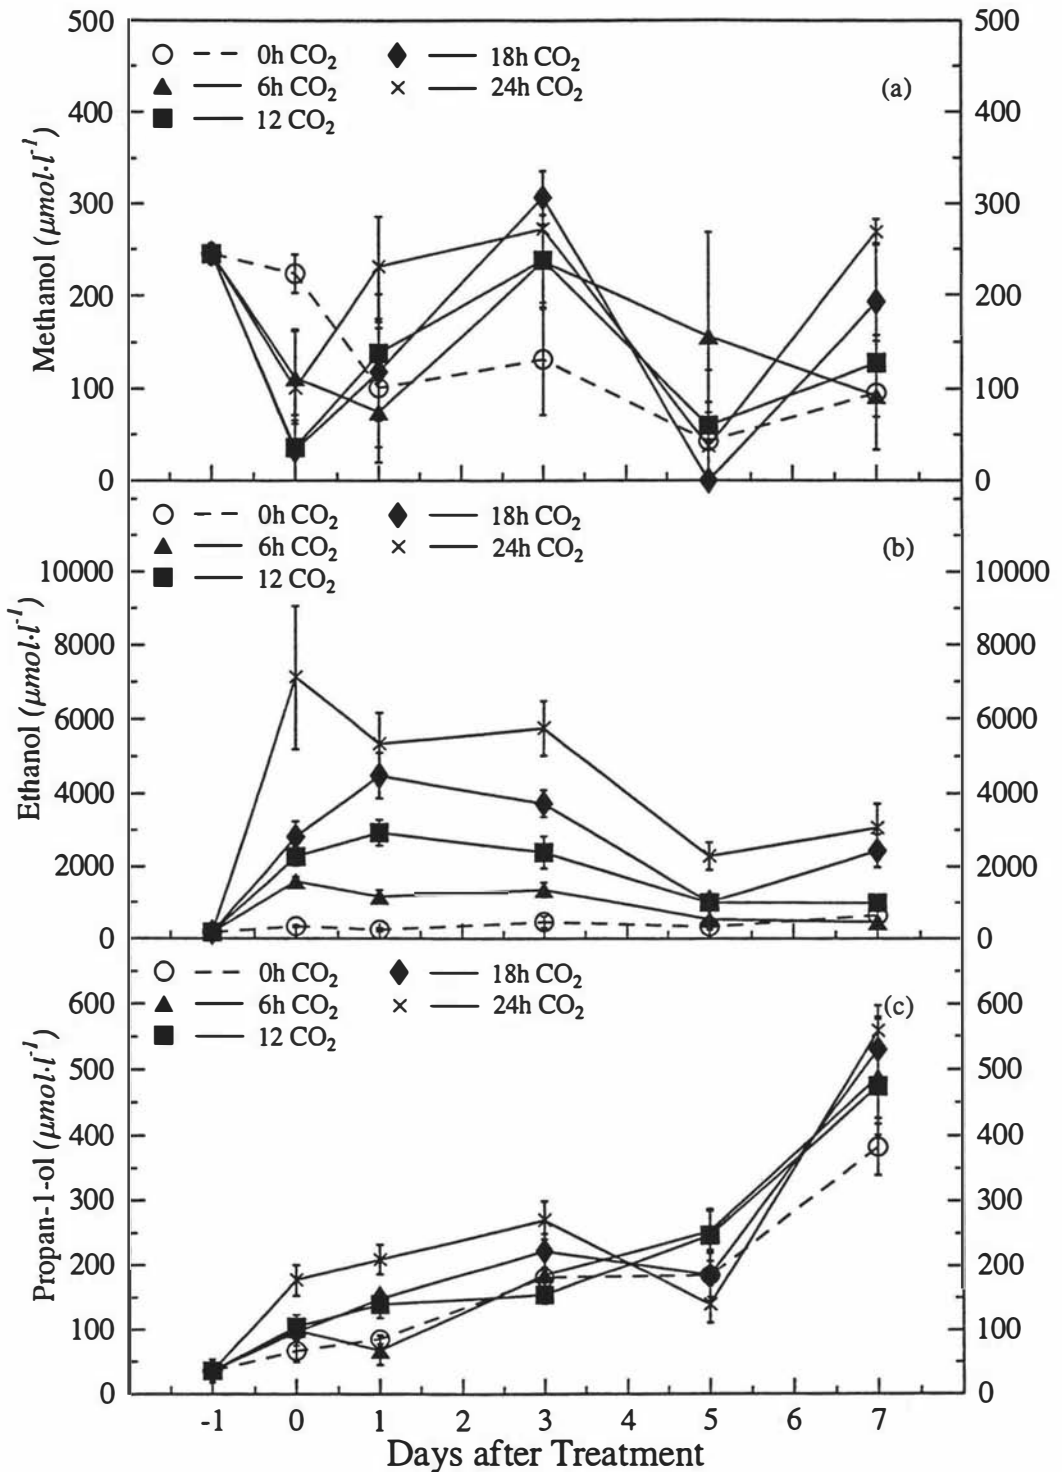 500 500
0h CO₂ 18h CO₂
6h CO₂ 24h CO₂ (a)
12 CO₂
400 400
300 300
200 200
100 100
0 0
Methanol (μmol·l⁻¹)
0h CO₂ 18h CO₂
6h CO₂ 24h CO₂ (b)
12 CO₂
10000 10000
8000 8000
6000 6000
4000 4000
2000 2000
0 0
Ethanol (μmol·l⁻¹)
0h CO₂ 18h CO₂
6h CO₂ 24h CO₂ (c)
12 CO₂
600 600
500 500
400 400
300 300
200 200
100 100
0 0
Propan-1-ol (μmol·l⁻¹)
-1 0 1 2 3 4 5 6 7
Days after Treatment